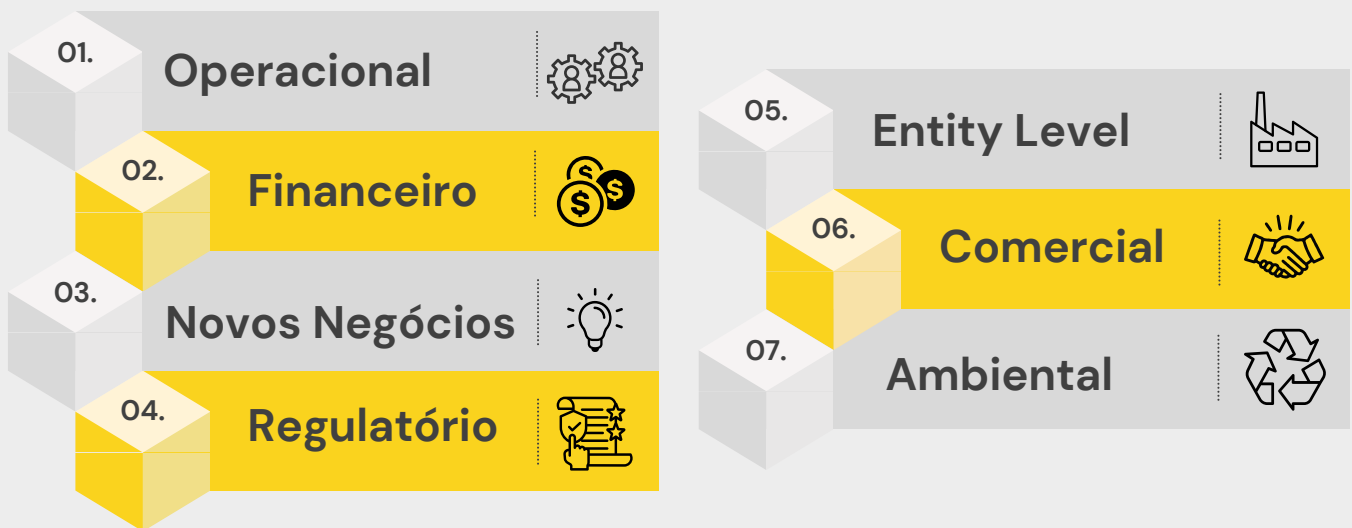 01.
Operacional
02.
Financeiro
$ $ $
03.
Novos Negócios
04.
Regulatório
05.
Entity Level
06.
Comercial
07.
Ambiental